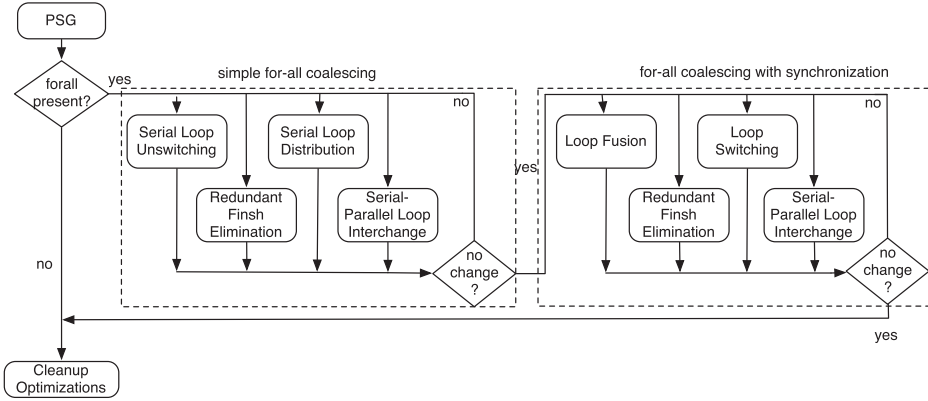 PSG
forall
present?
yes
no
simple for-all coalescing
no
Serial Loop
Unswitching
Serial Loop
Distribution
Redundant
Finsh
Elimination
Serial-
Parallel Loop
Interchange
no
change
?
yes
for-all coalescing with synchronization
no
Loop Fusion
Loop
Switching
Redundant
Finsh
Elimination
Serial-
Parallel Loop
Interchange
no
change
?
yes
Cleanup
Optimizations